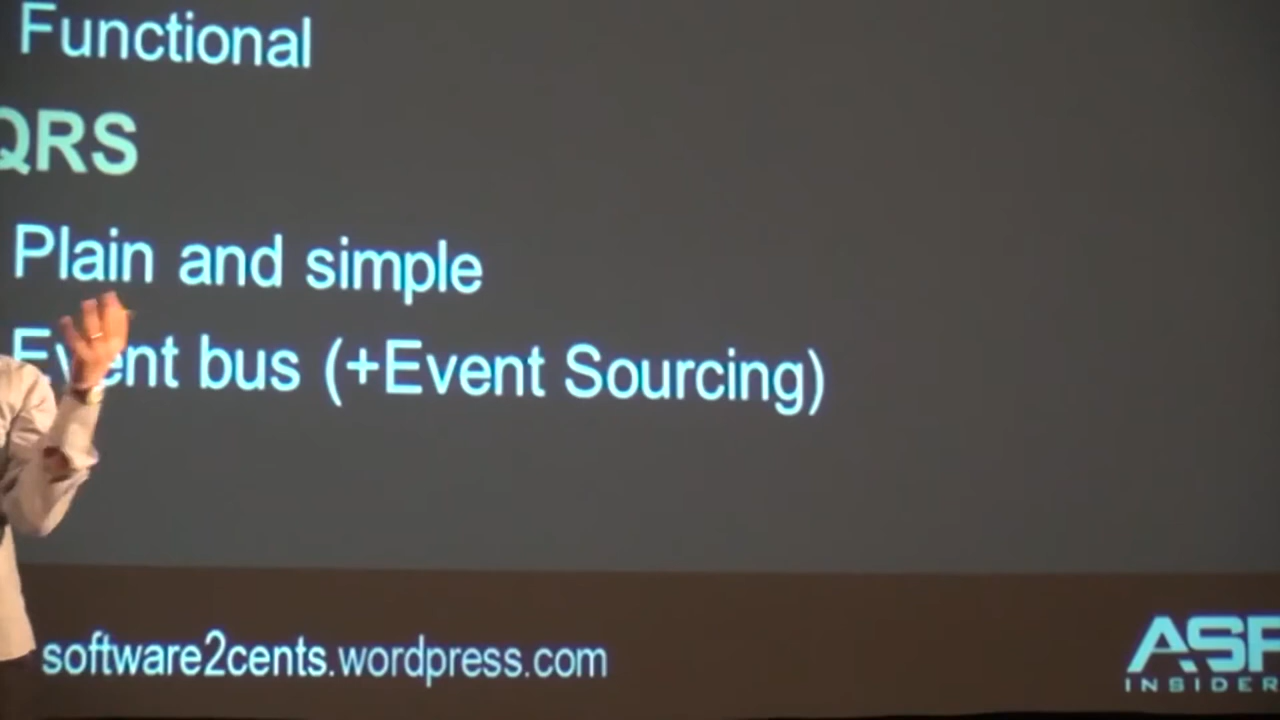 Functional
QRS
Plain and simple
Event bus (+Event Sourcing)
software2cents.wordpress.com
ASP
INSIDER